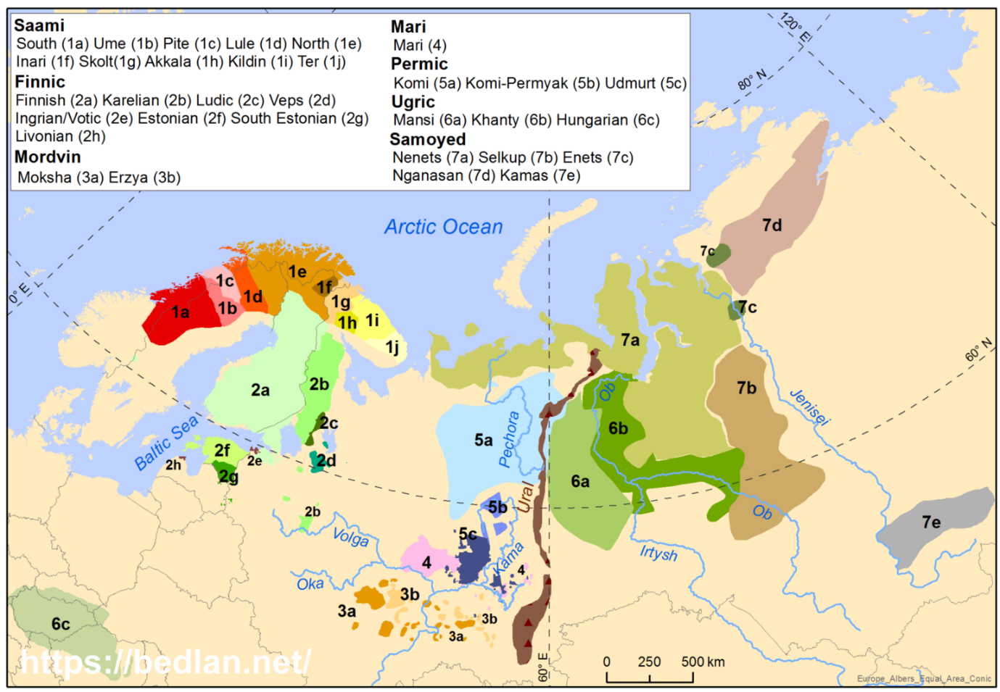 Saami
South (1a) Ume (1b) Pite (1c) Lule (1d) North (1e)
Inari (1f) Skolt(1g) Akkala (1h) Kildin (1i) Ter (1j)
Finnic
Finnish (2a) Karelian (2b) Ludic (2c) Veps (2d)
Ingrian/Votic (2e) Estonian (2f) South Estonian (2g)
Livonian (2h)
Mordvin
Moksha (3a) Erzya (3b)
Mari
Mari (4)
Permic
Komi (5a) Komi-Permyak (5b) Udmurt (5c)
Ugric
Mansi (6a) Khanty (6b) Hungarian (6c)
Samoyed
Nenets (7a) Selkup (7b) Enets (7c)
Nganasan (7d) Kamas (7e)
120° E
80° N
Arctic Ocean
7d
7c
0° E
1c
1e
1f
1a
1b
1d
1g
1h
1i
1j
7c
7a
60° N
2a
2b
Ob
7b
Jenisei
2c
6b
Baltic Sea
5a
Pechora
2f
2e
2d
2h
2g
6a
Ural
5b
2b
Ob
7e
Volga
5c
Kama
Irtysh
4
4
Oka
3a
3b
3b
3a
6c
https://bedlan.net/
60° E
0 250 500 km
Europe_Albers_Equal_Area_Conic